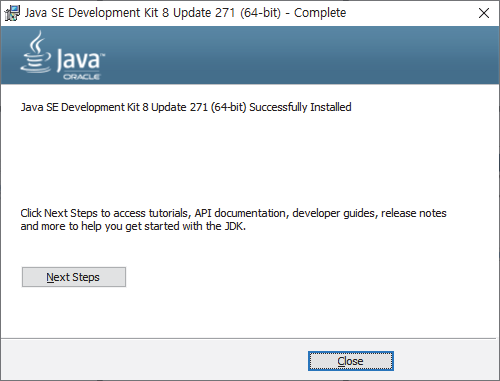 Java SE Development Kit 8 Update 271 (64-bit) - Complete
Java
ORACLE
Java SE Development Kit 8 Update 271 (64-bit) Successfully Installed
Click Next Steps to access tutorials, API documentation, developer guides, release notes
and more to help you get started with the JDK.
Next Steps
Close